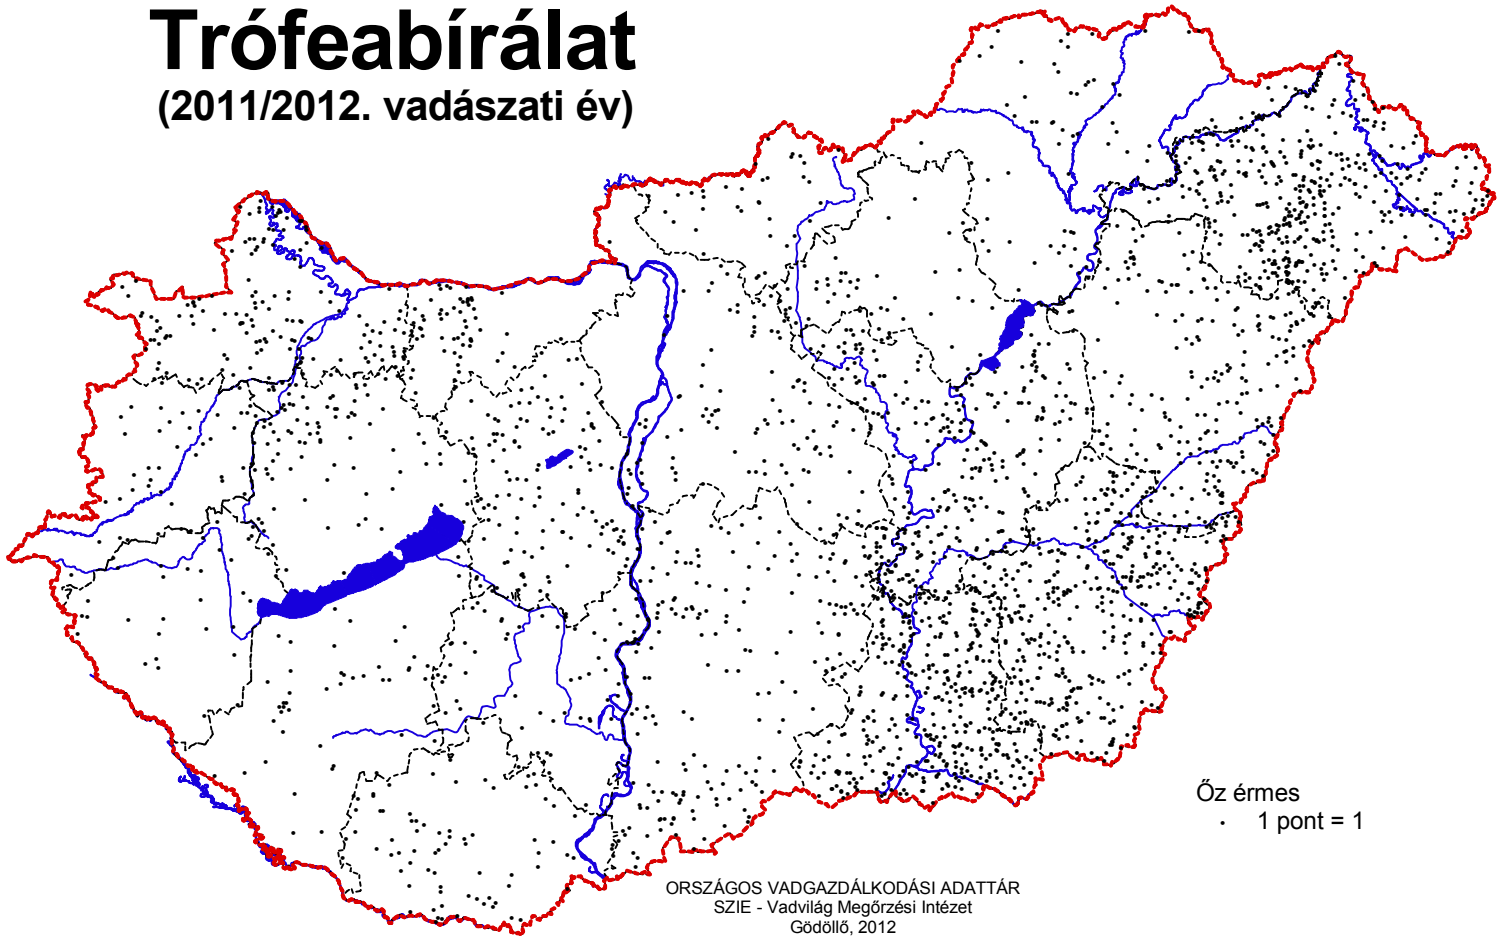 Trófeabírálat
(2011/2012. vadászati év)
Őz érmes
1 pont = 1
ORSZÁGOS VADGAZDÁLKODÁSI ADATTÁR
SZIE - Vadvilág Megőrzési Intézet
Gödöllő, 2012